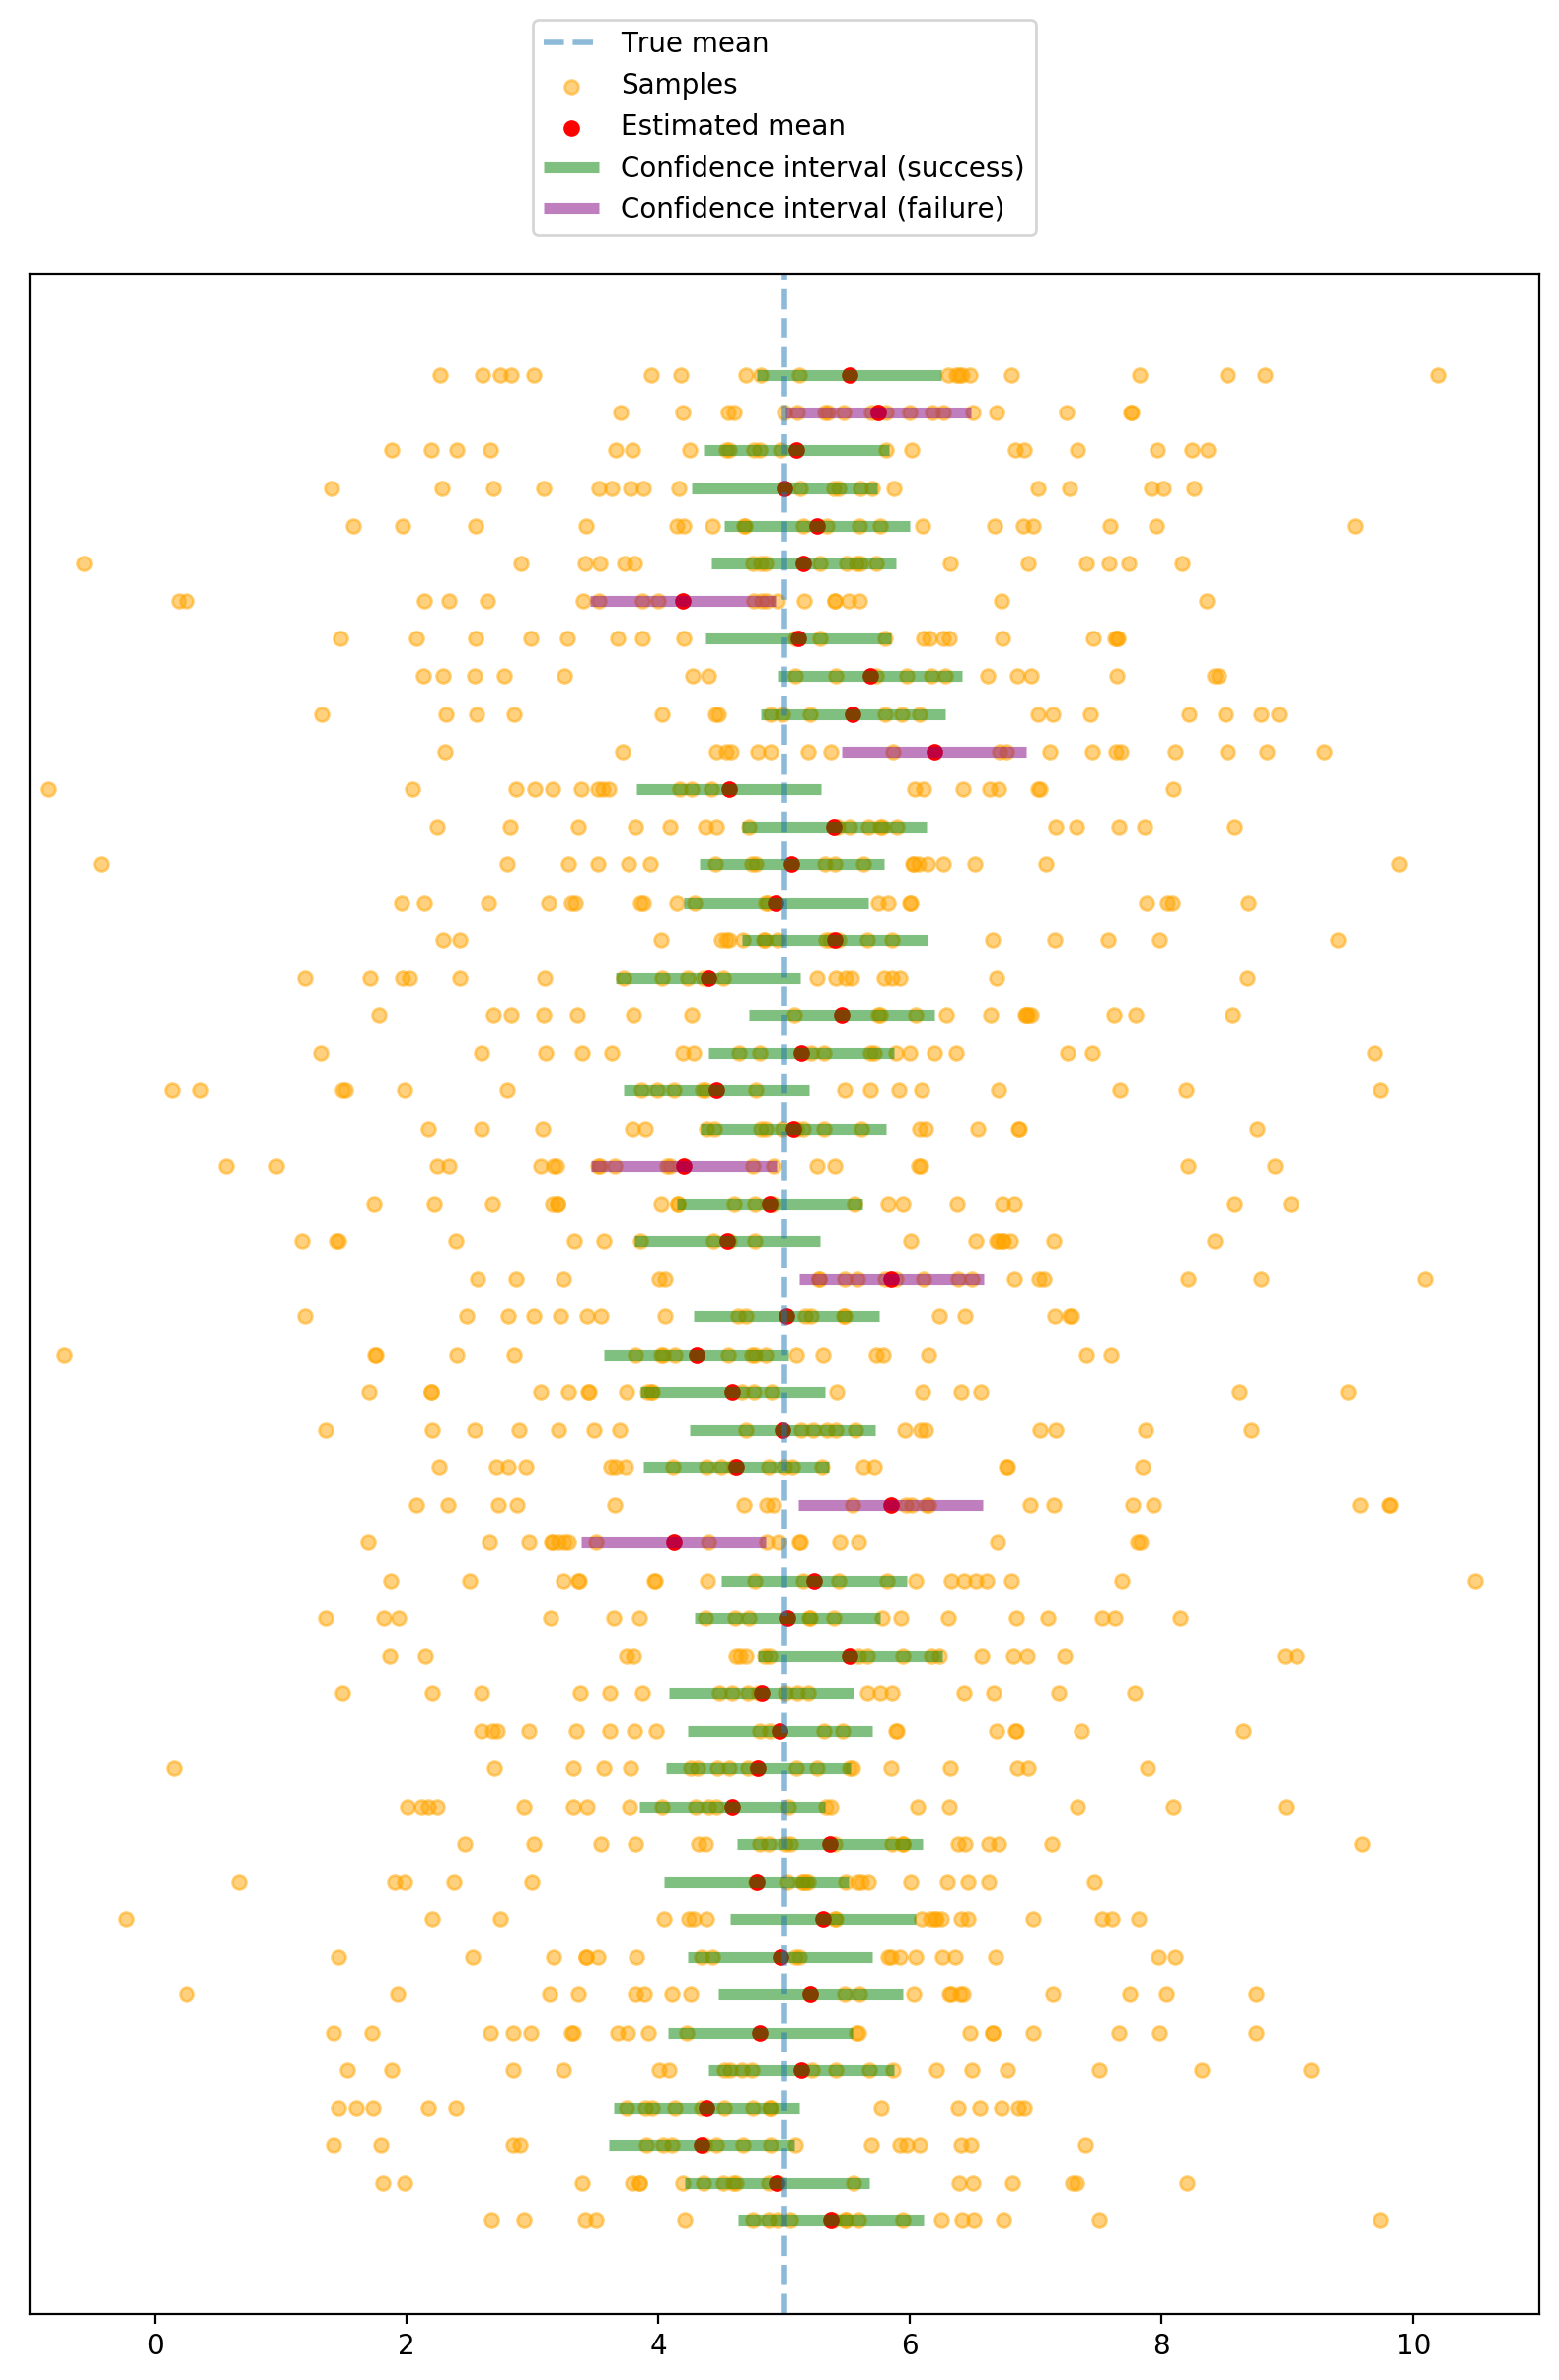 True mean
Samples
Estimated mean
Confidence interval (success)
Confidence interval (failure)
0 2 4 6 8 10